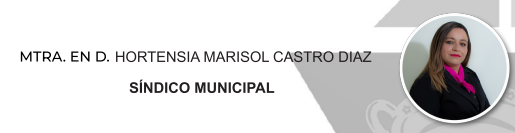 MTRA. EN D. HORTENSIA MARISOL CASTRO DIAZ
SÍNDICO MUNICIPAL